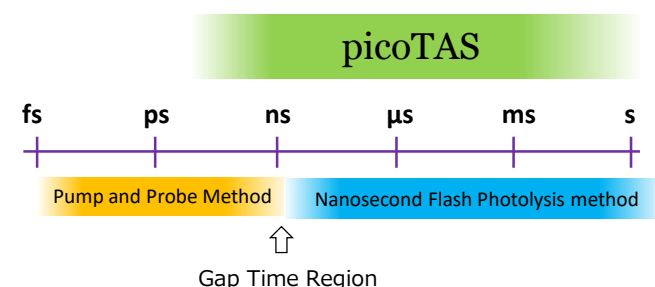 picoTAS
fs ps ns μs ms s
Pump and Probe Method Nanosecond Flash Photolysis method
Gap Time Region